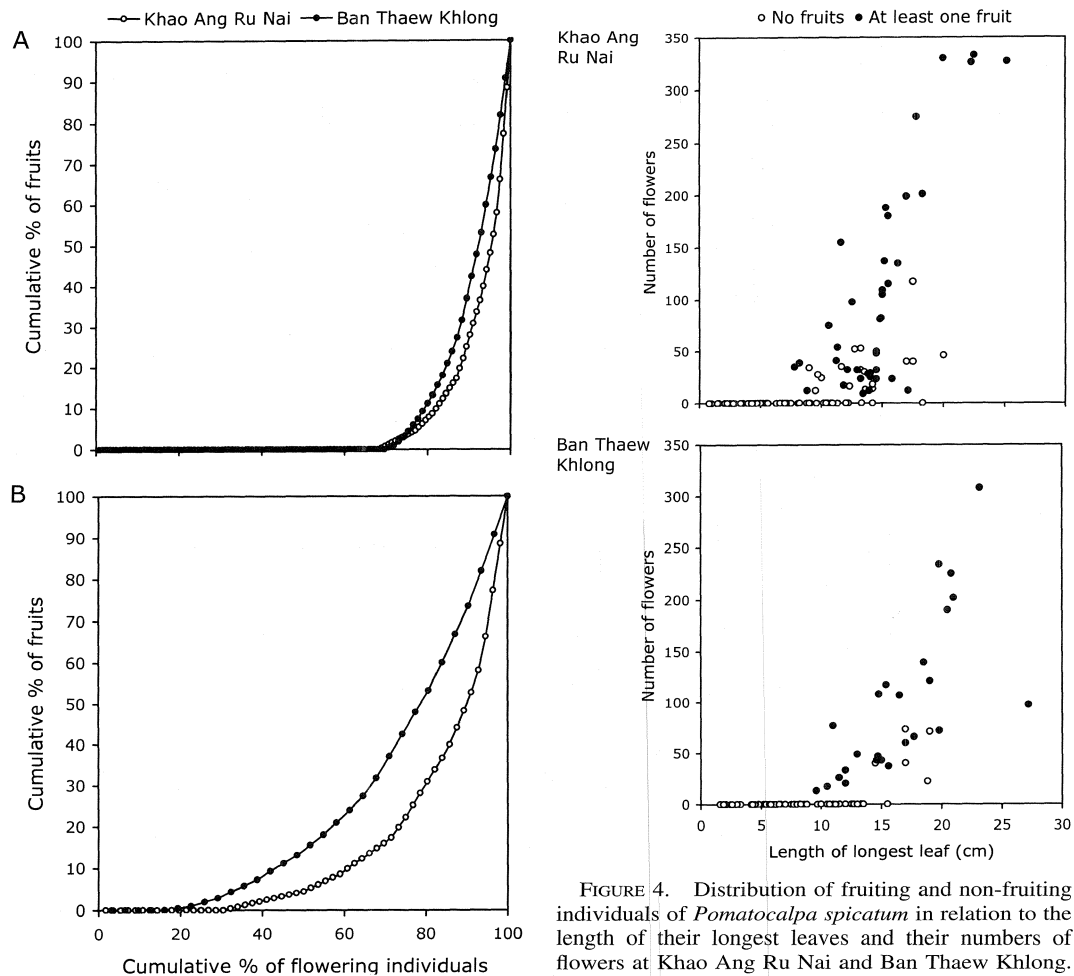 Khao Ang Ru Nai
Ban Thaew Khlong
A
100
90
80
70
60
50
40
30
20
10
0
Cumulative % of fruits
B
100
90
80
70
60
50
40
30
20
10
0
Cumulative % of fruits
0
20
40
60
80
100
Cumulative % of flowering individuals
No fruits
At least one fruit
Khao Ang
Ru Nai
350
300
250
200
150
100
50
0
Number of flowers
Ban Thaew
Khlong
350
300
250
200
150
100
50
0
Number of flowers
0
5
10
15
20
25
30
Length of longest leaf (cm)
FIGURE 4. Distribution of fruiting and non-fruiting
individuals of Pomatocalpa spicatum in relation to the
length of their longest leaves and their numbers of
flowers at Khao Ang Ru Nai and Ban Thaew Khlong.